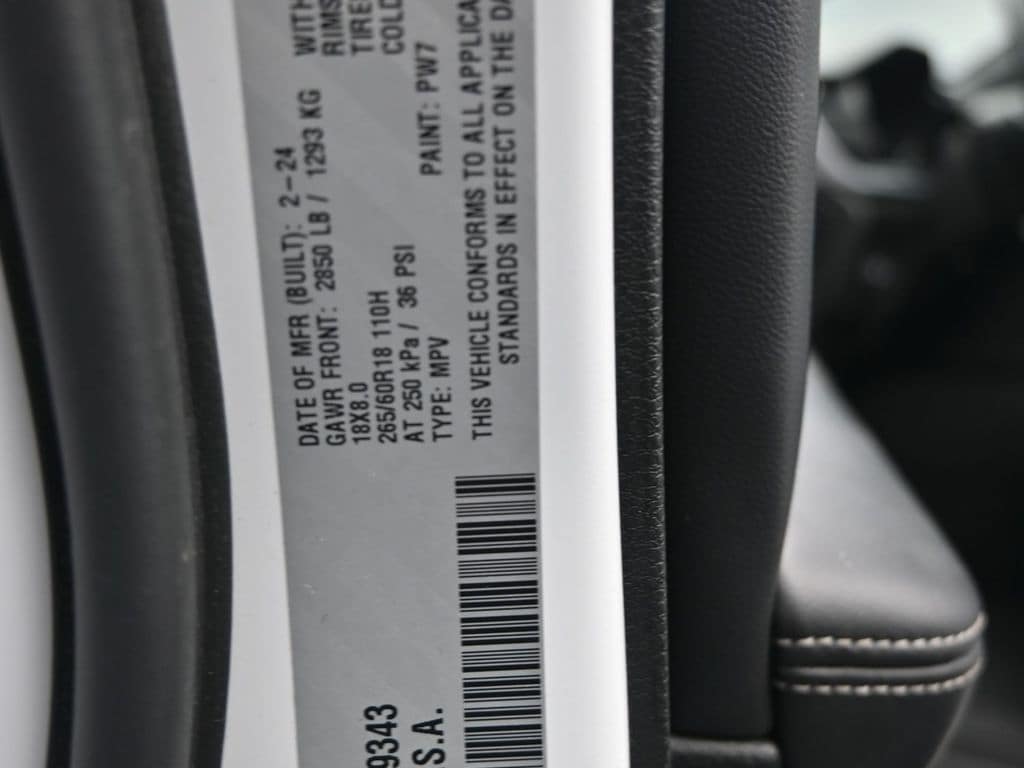 DATE OF MFR (BUILT): 2-24
GAWR FRONT: 2850 LB / 1293 KG WITH
18X8.0 RIMS
265/60R18 110H TIRE
AT 250 kPa / 36 PSI COLD
TYPE: MPV PAINT: PW7
THIS VEHICLE CONFORMS TO ALL APPLICA
STANDARDS IN EFFECT ON THE DA
9343
.S.A.